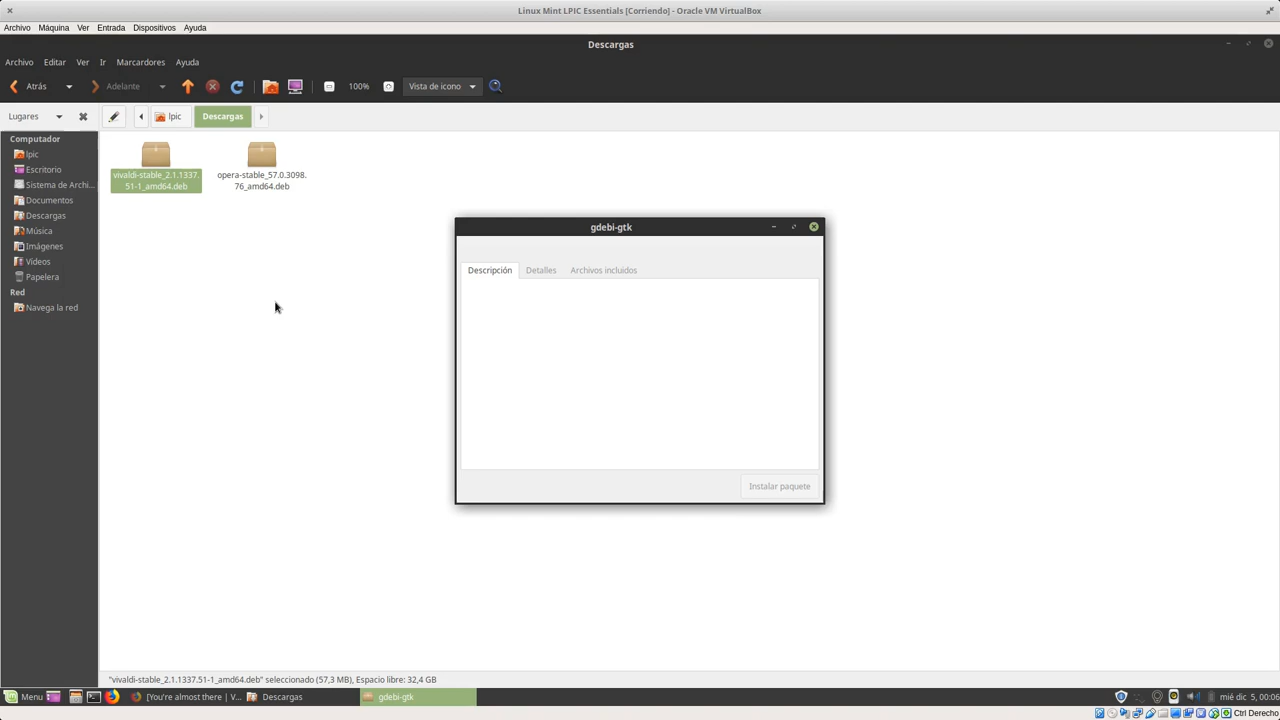 Linux Mint LPIC Essentials [Corriendo] - Oracle VM VirtualBox
Archivo Máquina Ver Entrada Dispositivos Ayuda
Descargas
Archivo Editar Ver Ir Marcadores Ayuda
Atrás Adelante 100% Vista de icono
Lugares lpic Descargas
Computador
lpic
Escritorio
Sistema de Archi...
Documentos
Descargas
Música
Imágenes
Vídeos
Papelera
Red
Navega la red
vivaldi-stable_2.1.1337.
51-1_amd64.deb
opera-stable_57.0.3098.
76_amd64.deb
gdebi-gtk
Descripción Detalles Archivos incluidos
Instalar paquete
"vivaldi-stable_2.1.1337.51-1_amd64.deb" seleccionado (57,3 MB), Espacio libre: 32,4 GB
Menu [You're almost there | V... Descargas gdebi-gtk mié dic 5, 00:06
Ctrl Derecho